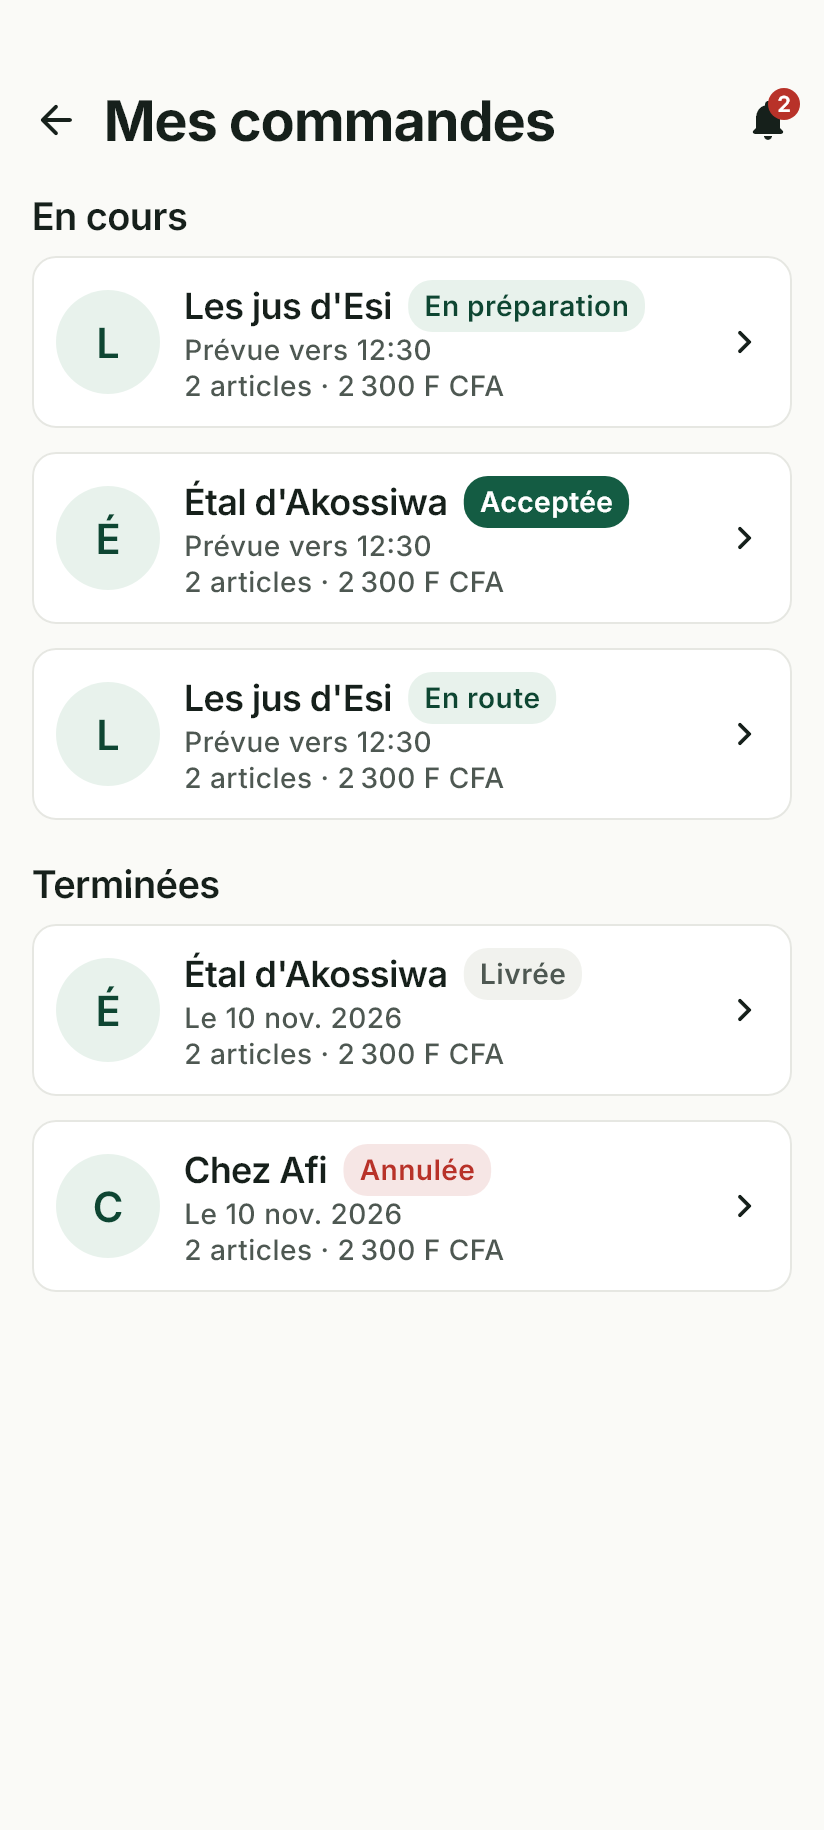 Mes commandes
2
En cours
L
Les jus d'Esi
En préparation
Prévue vers 12:30
2 articles · 2 300 F CFA
É
Étal d'Akossiwa
Acceptée
Prévue vers 12:30
2 articles · 2 300 F CFA
L
Les jus d'Esi
En route
Prévue vers 12:30
2 articles · 2 300 F CFA
Terminées
É
Étal d'Akossiwa
Livrée
Le 10 nov. 2026
2 articles · 2 300 F CFA
C
Chez Afi
Annulée
Le 10 nov. 2026
2 articles · 2 300 F CFA